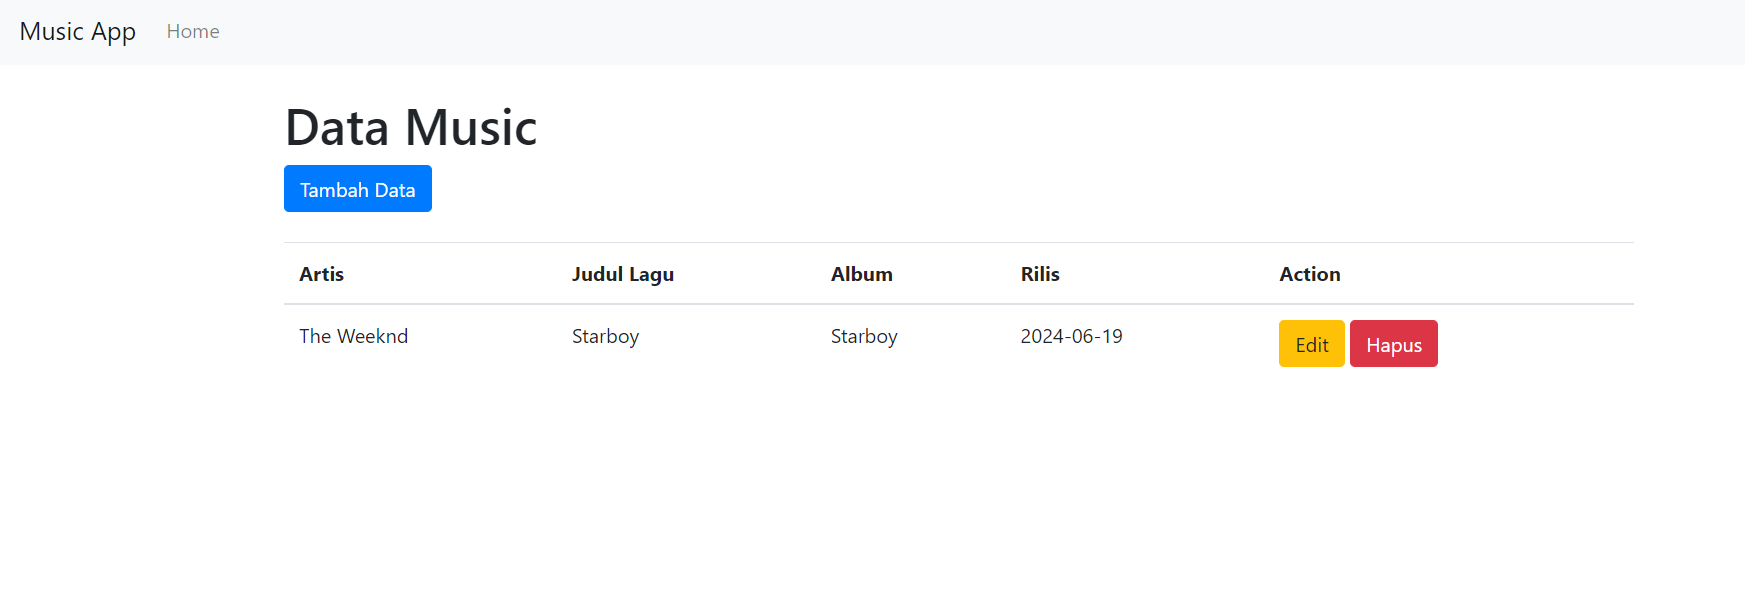 Music App Home
Data Music
Tambah Data
Artis Judul Lagu Album Rilis Action
The Weeknd Starboy Starboy 2024-06-19 Edit Hapus